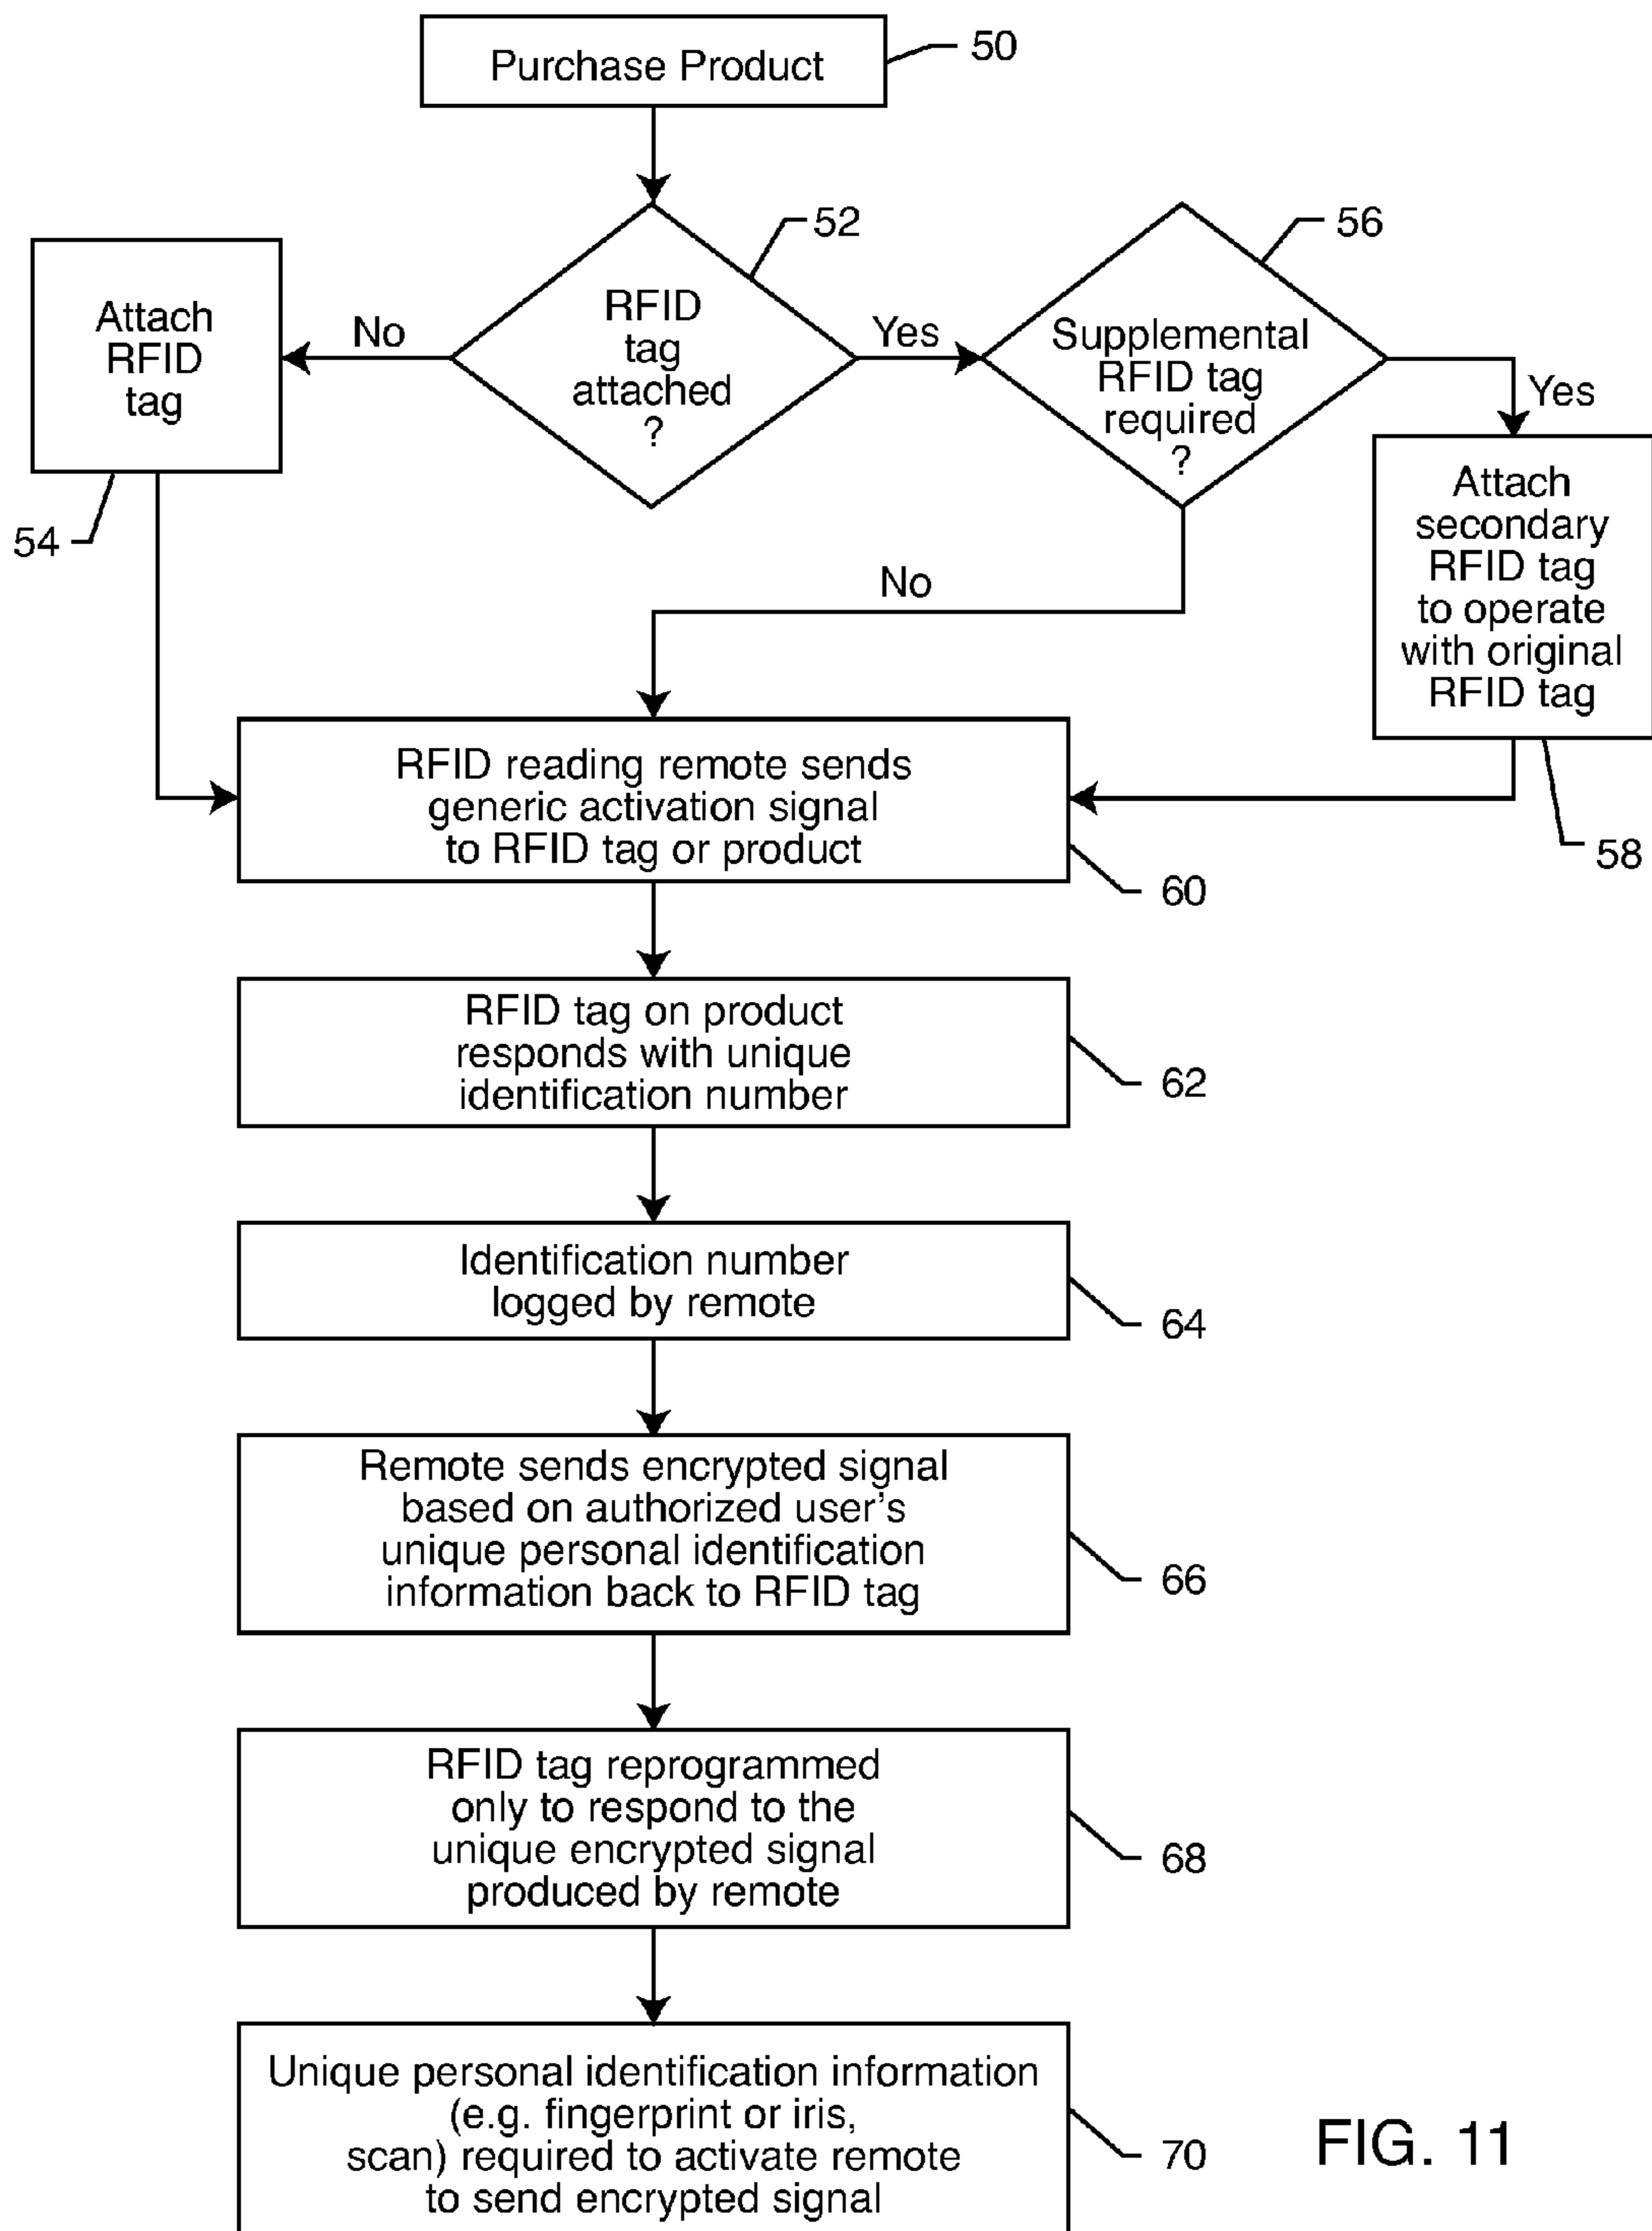 Purchase Product
50
52
56
RFID
tag
attached
?
Supplemental
RFID tag
required
?
No
Yes
Yes
Attach
RFID
tag
54
Attach
secondary
RFID tag
to operate
with original
RFID tag
58
No
RFID reading remote sends
generic activation signal
to RFID tag or product
60
RFID tag on product
responds with unique
identification number
62
Identification number
logged by remote
64
Remote sends encrypted signal
based on authorized user's
unique personal identification
information back to RFID tag
66
RFID tag reprogrammed
only to respond to the
unique encrypted signal
produced by remote
68
Unique personal identification information
(e.g. fingerprint or iris,
scan) required to activate remote
to send encrypted signal
70
FIG. 11